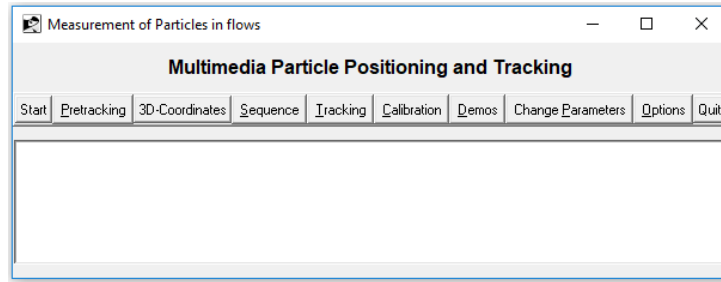 Measurement of Particles in flows
Multimedia Particle Positioning and Tracking
Start Pretracking 3D-Coordinates Sequence Tracking Calibration Demos Change Parameters Options Quit